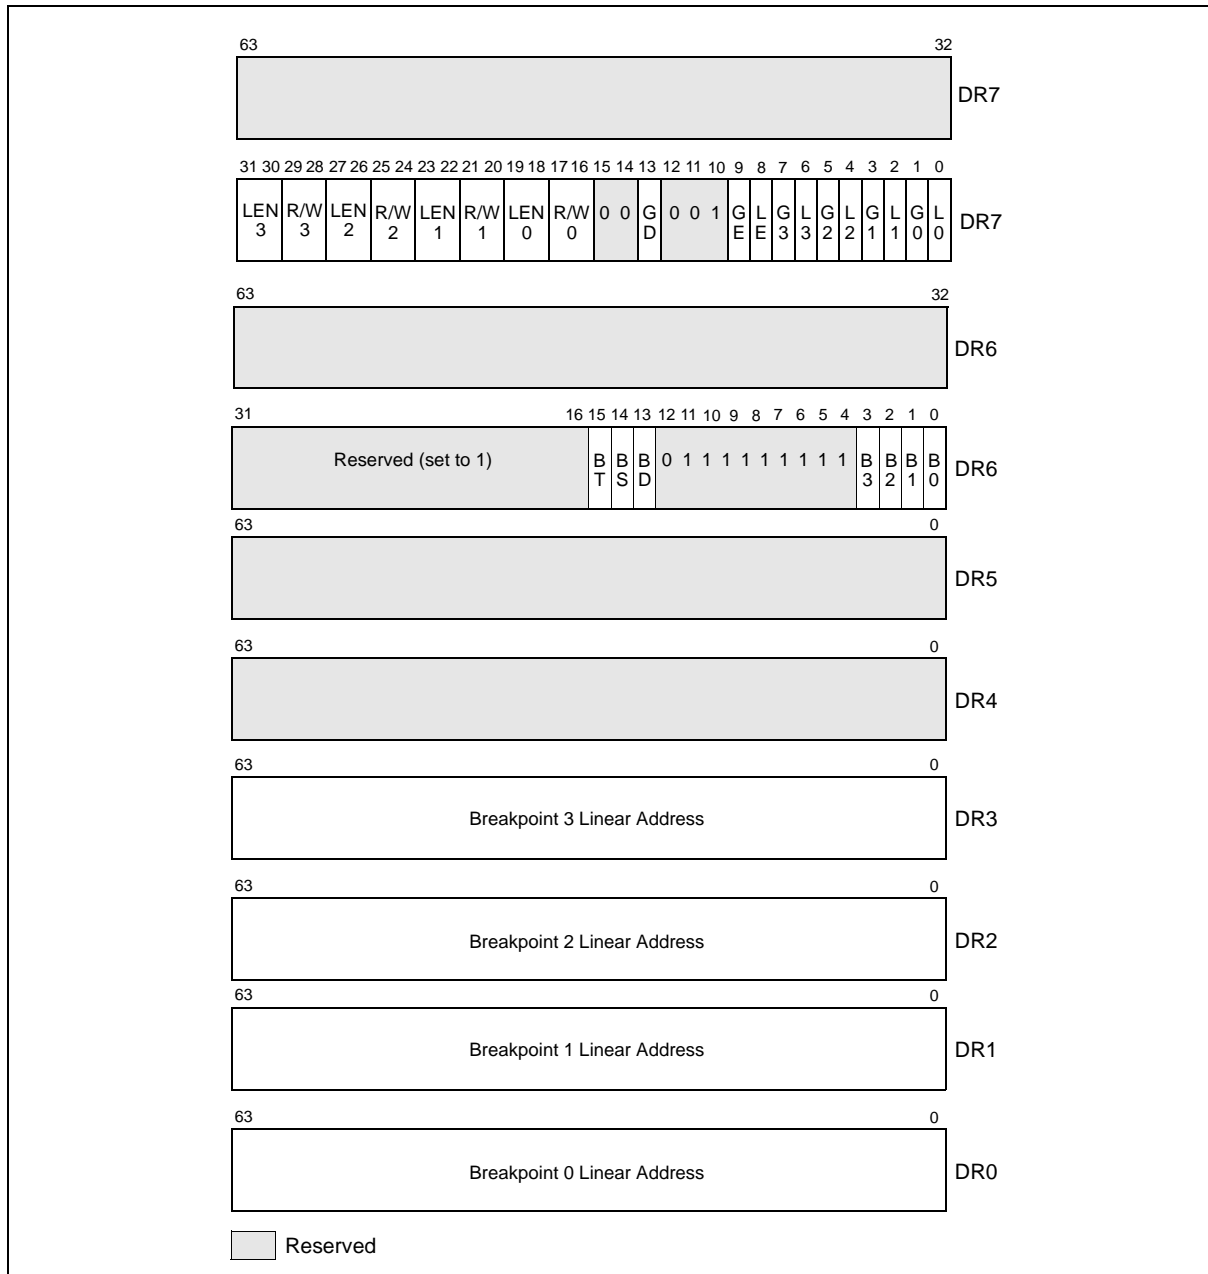 63 32
DR7
31 30 29 28 27 26 25 24 23 22 21 20 19 18 17 16 15 14 13 12 11 10 9 8 7 6 5 4 3 2 1 0
LEN 3 R/W 3 LEN 2 R/W 2 LEN 1 R/W 1 LEN 0 R/W 0 0 0 G D 0 0 1 G E L E G 3 L 3 G 2 L 2 G 1 L 1 G 0 L 0 DR7
63 32
DR6
31 16 15 14 13 12 11 10 9 8 7 6 5 4 3 2 1 0
Reserved (set to 1) B T B S B D 0 1 1 1 1 1 1 1 1 B 3 B 2 B 1 B 0 DR6
63 0
DR5
63 0
DR4
63 0
Breakpoint 3 Linear Address DR3
63 0
Breakpoint 2 Linear Address DR2
63 0
Breakpoint 1 Linear Address DR1
63 0
Breakpoint 0 Linear Address DR0
Reserved